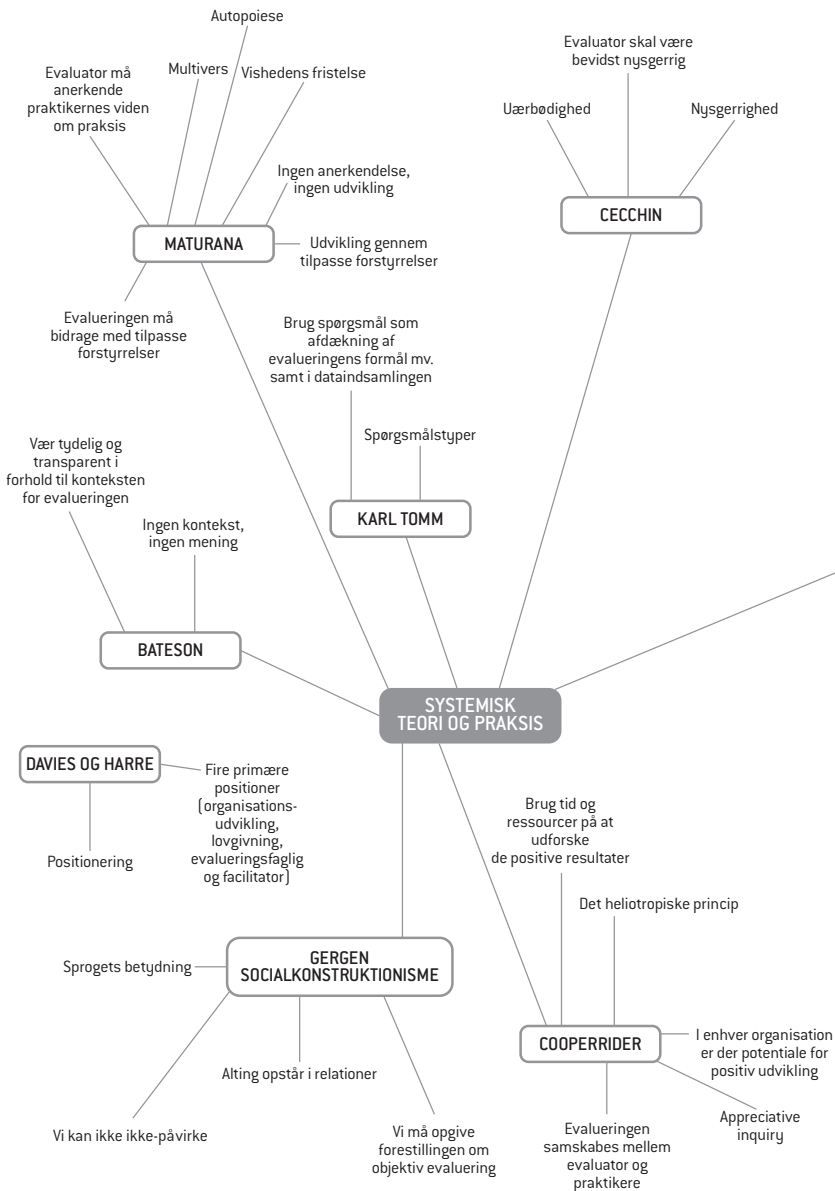 Autopoiese
Multivers
Vishedens fristelse
Evaluator må
anerkende
praktikernes viden
om praksis
Ingen anerkendelse,
ingen udvikling
MATURANA
Udvikling gennem
tilpasse forstyrrelser
Evalueringen må
bidrage med tilpasse
forstyrrelser
Evaluator skal være
bevidst nysgerrig
Uærbødighed
Nysgerrighed
CECCHIN
Brug spørgsmål som
afdækning af
evalueringens formål mv.
samt i dataindsamlingen
Spørgsmålstyper
KARL TOMM
Vær tydelig og
transparent i
forhold til konteksten
for evalueringen
Ingen kontekst,
ingen mening
BATESON
SYSTEMISK
TEORI OG PRAKSIS
DAVIES OG HARRE
Fire primære
positioner
(organisations-
udvikling,
lovgivning,
evalueringsfaglig
og facilitator)
Positionering
Brug tid og
ressourcer på at
udforske
de positive resultater
Det heliotropiske princip
Sprogets betydning
GERGEN
SOCIALKONSTRUKTIONISME
COOPERRIDER
I enhver organisation
er der potentiale for
positiv udvikling
Alting opstår i relationer
Vi kan ikke ikke-påvirke
Vi må opgive
forestillingen om
objektiv evaluering
Evalueringen
samskabes mellem
evaluator og
praktikere
Appreciative
inquiry